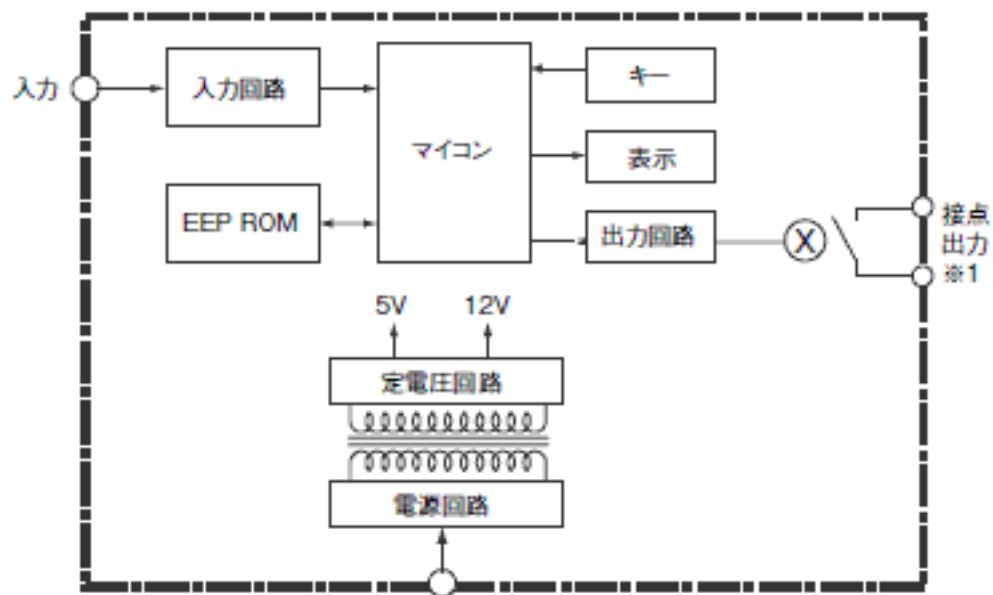 入力
入力回路
キー
マイコン
表示
EEP ROM
出力回路
X
接点
出力
※1
5V
12V
定電圧回路
電源回路